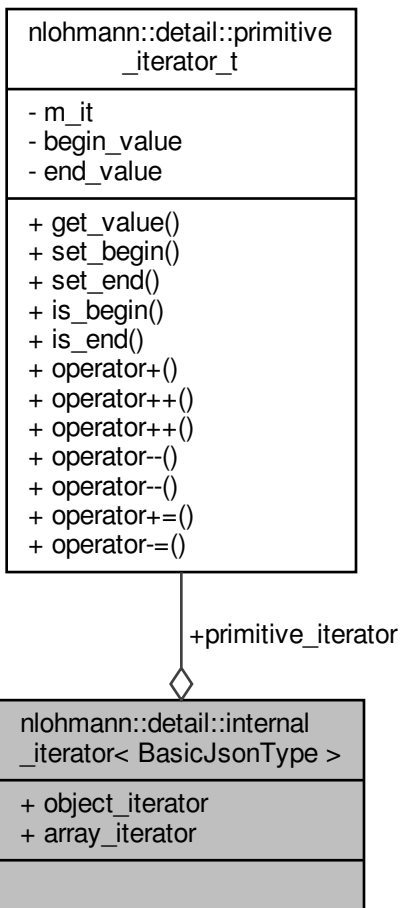 nlohmann::detail::primitive
_iterator_t
- m_it
- begin_value
- end_value
+ get_value()
+ set_begin()
+ set_end()
+ is_begin()
+ is_end()
+ operator+()
+ operator++()
+ operator++()
+ operator--()
+ operator--()
+ operator+=()
+ operator-=()
+primitive_iterator
nlohmann::detail::internal
_iterator< BasicJsonType >
+ object_iterator
+ array_iterator